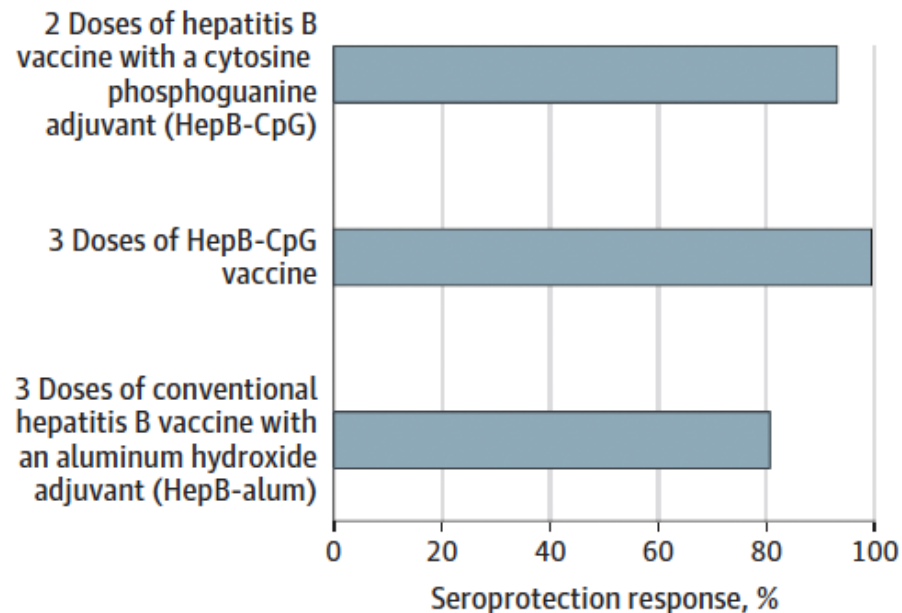 2 Doses of hepatitis B
vaccine with a cytosine
phosphoguanine
adjuvant (HepB-CpG)
3 Doses of HepB-CpG
vaccine
3 Doses of conventional
hepatitis B vaccine with
an aluminum hydroxide
adjuvant (HepB-alum)
0 20 40 60 80 100
Seroprotection response, %